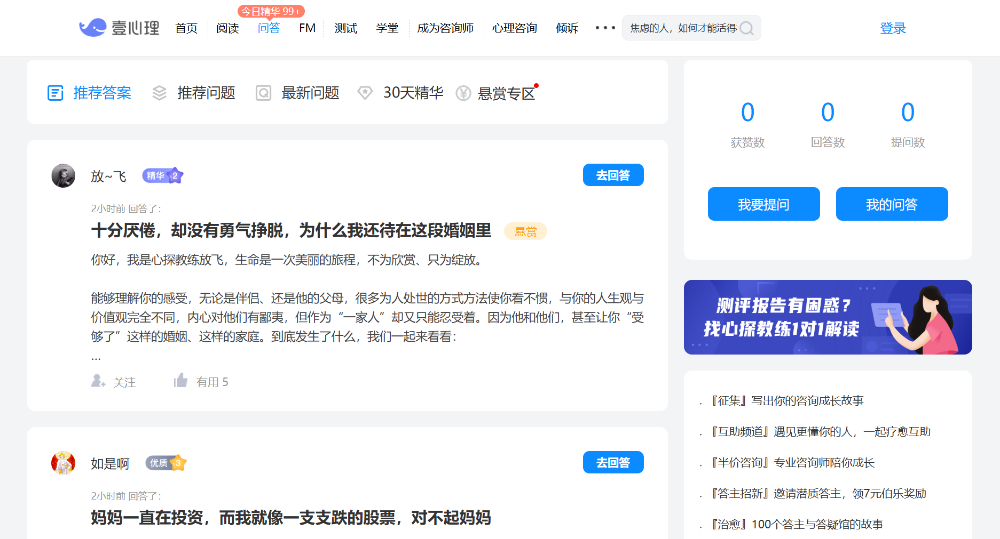 今日精华 99+
壹心理 首页 阅读 问答 FM 测试 学堂 成为咨询师 心理咨询 倾诉 ••• 焦虑的人，如何才能活得 登录
推荐答案 推荐问题 最新问题 30天精华 悬赏专区
放~飞 精华 2 去回答
2小时前 回答了：
十分厌倦，却没有勇气挣脱，为什么我还待在这段婚姻里 悬赏
你好，我是心探教练放飞，生命是一次美丽的旅程，不为欣赏、只为绽放。
能够理解你的感受，无论是伴侣、还是他的父母，很多为人处世的方式方法使你看不惯，与你的人生观与
价值观完全不同，内心对他们有鄙夷，但作为“一家人”却又只能忍受着。因为他和他们，甚至让你“受
够了”这样的婚姻、这样的家庭。到底发生了什么，我们一起来看看：
...
关注 有用 5
如是啊 优质 3 去回答
2小时前 回答了：
妈妈一直在投资，而我就像一支支跌的股票，对不起妈妈
0 0 0
获赞数 回答数 提问数
我要提问 我的问答
测评报告有困惑？
找心探教练1对1解读
. 『征集』写出你的咨询成长故事
. 『互助频道』遇见更懂你的人，一起疗愈互助
. 『半价咨询』专业咨询师陪你成长
. 『答主招新』邀请潜质答主，领7元伯乐奖励
. 『治愈』100个答主与答疑馆的故事